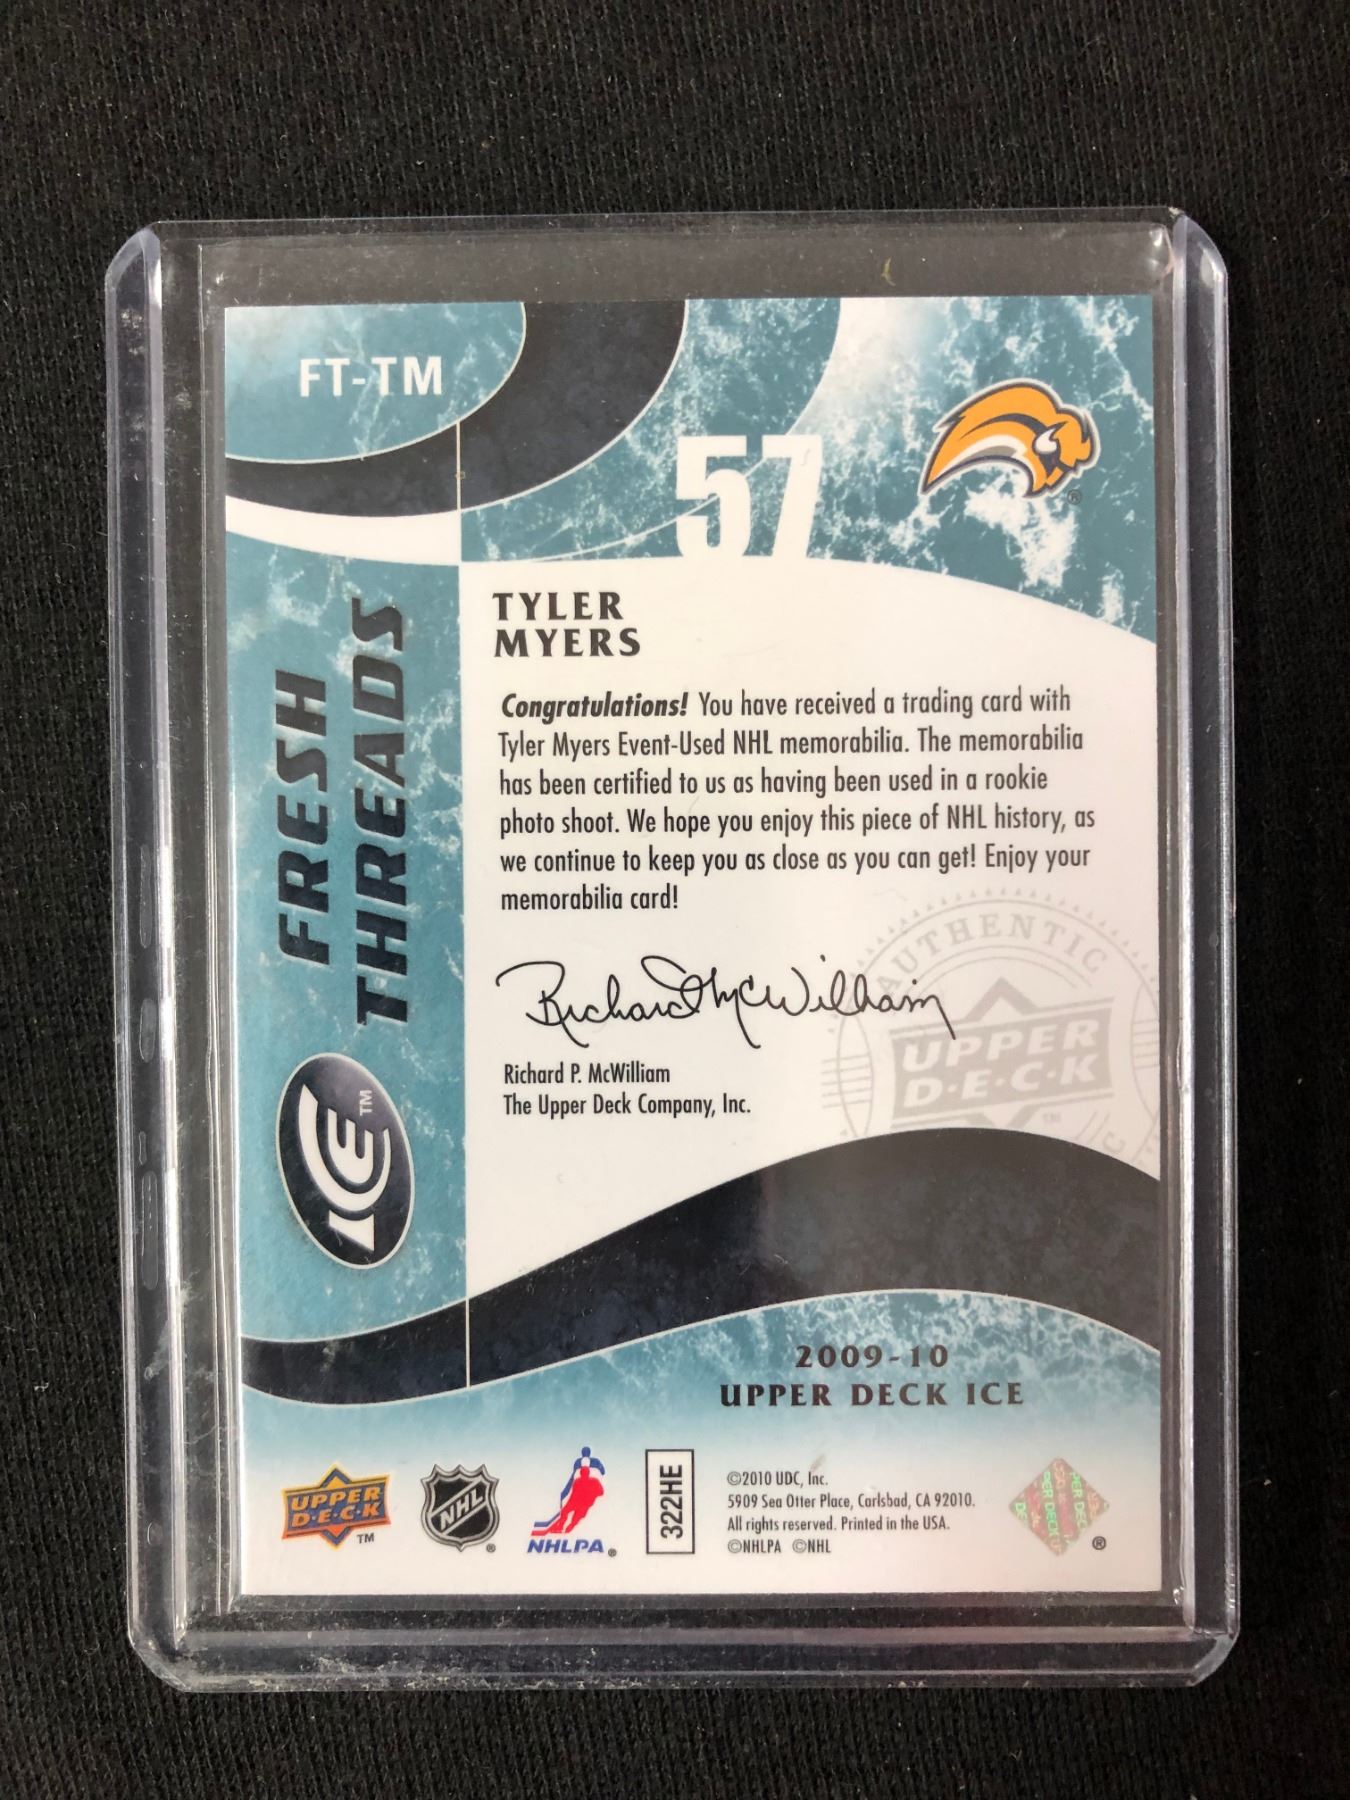 FT-TM
57
®
FRESH
THREADS
ICE™
TYLER
MYERS
Congratulations! You have received a trading card with
Tyler Myers Event-Used NHL memorabilia. The memorabilia
has been certified to us as having been used in a rookie
photo shoot. We hope you enjoy this piece of NHL history, as
we continue to keep you as close as you can get! Enjoy your
memorabilia card!
Richard McWilliam
AUTHENTIC
UPPER
D·E·C·K
™
Richard P. McWilliam
The Upper Deck Company, Inc.
2009-10
UPPER DECK ICE
UPPER
D·E·C·K
™
NHL
®
NHLPA®
322HE
©2010 UDC, Inc.
5909 Sea Otter Place, Carlsbad, CA 92010.
All rights reserved. Printed in the USA.
©NHLPA ©NHL
®